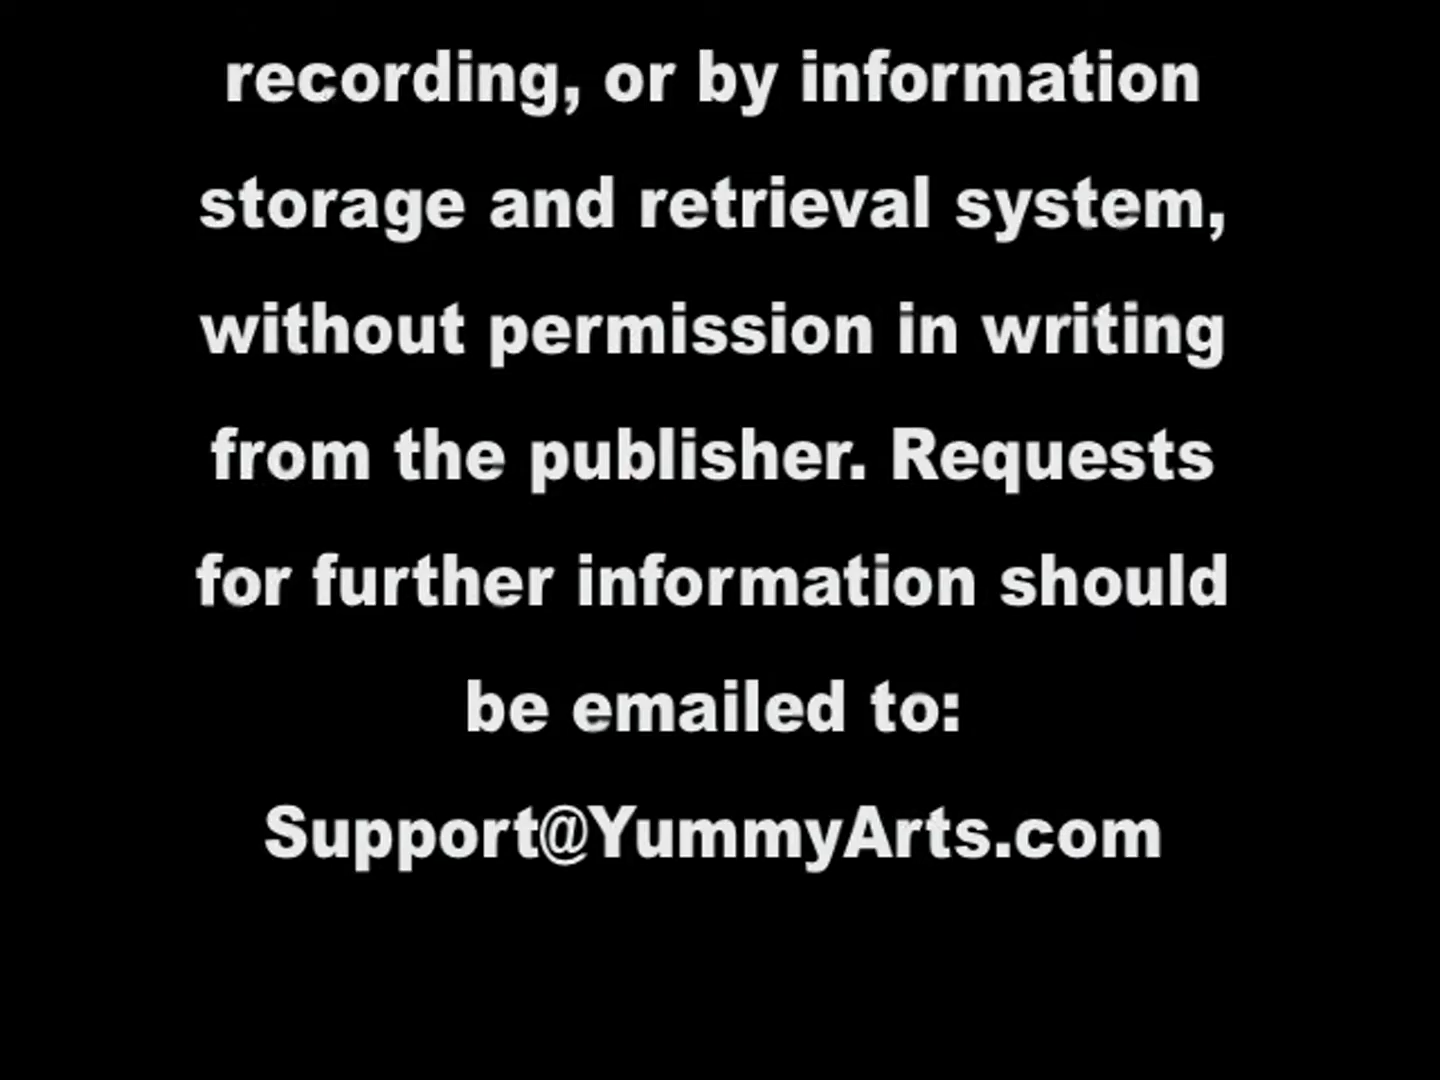 recording, or by information
storage and retrieval system,
without permission in writing
from the publisher. Requests
for further information should
be emailed to:
Support@YummyArts.com